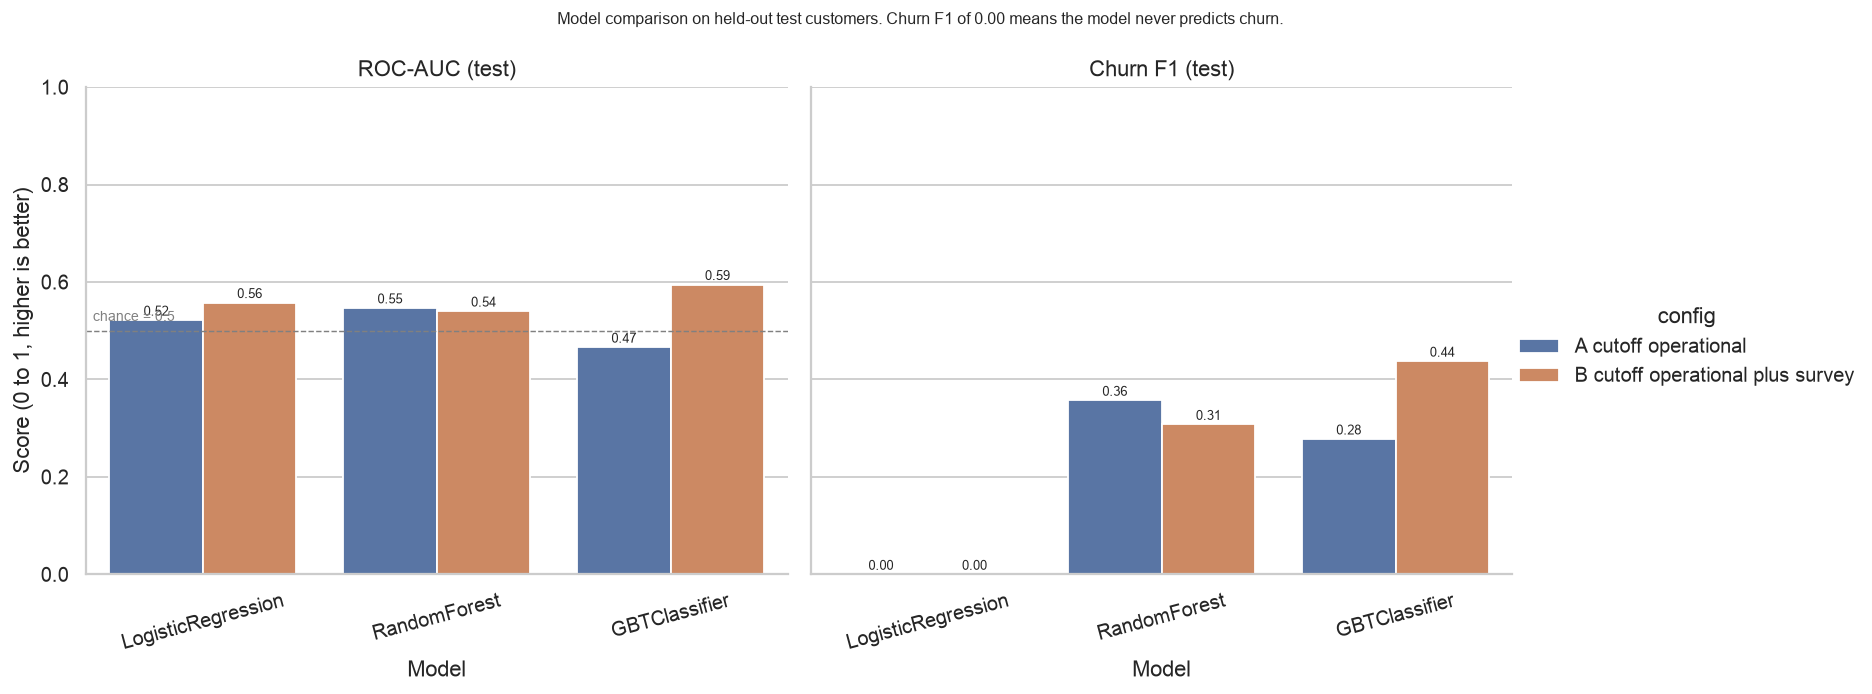 Model comparison on held-out test customers. Churn F1 of 0.00 means the model never predicts churn.
ROC-AUC (test)
Churn F1 (test)
Score (0 to 1, higher is better)
1.0
0.8
0.6
0.4
0.2
0.0
chance = 0.5
0.52
0.56
0.55
0.54
0.47
0.59
0.00
0.00
0.36
0.31
0.28
0.44
LogisticRegression
RandomForest
GBTClassifier
Model
LogisticRegression
RandomForest
GBTClassifier
Model
config
A cutoff operational
B cutoff operational plus survey